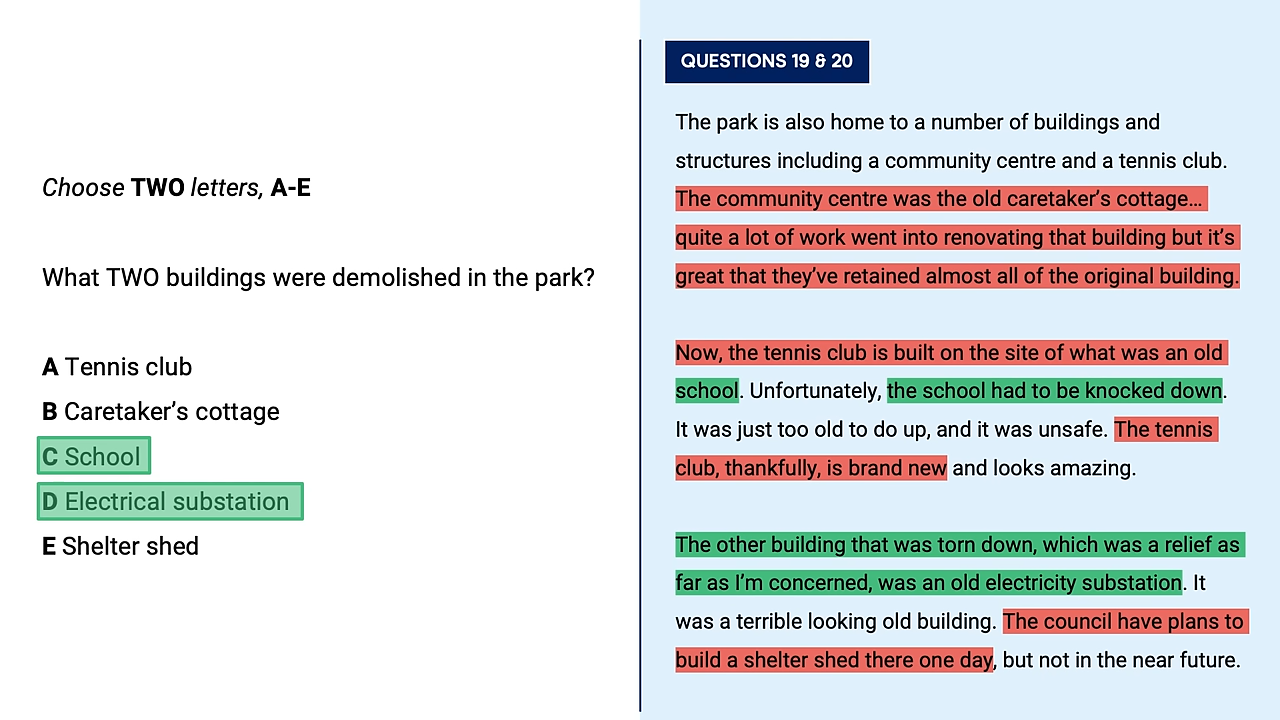 Choose TWO letters, A-E
What TWO buildings were demolished in the park?
A Tennis club
B Caretaker’s cottage
C School
D Electrical substation
E Shelter shed
QUESTIONS 19 & 20
The park is also home to a number of buildings and
structures including a community centre and a tennis club.
The community centre was the old caretaker’s cottage…
quite a lot of work went into renovating that building but it’s
great that they’ve retained almost all of the original building.
Now, the tennis club is built on the site of what was an old
school. Unfortunately, the school had to be knocked down.
It was just too old to do up, and it was unsafe. The tennis
club, thankfully, is brand new and looks amazing.
The other building that was torn down, which was a relief as
far as I’m concerned, was an old electricity substation. It
was a terrible looking old building. The council have plans to
build a shelter shed there one day, but not in the near future.